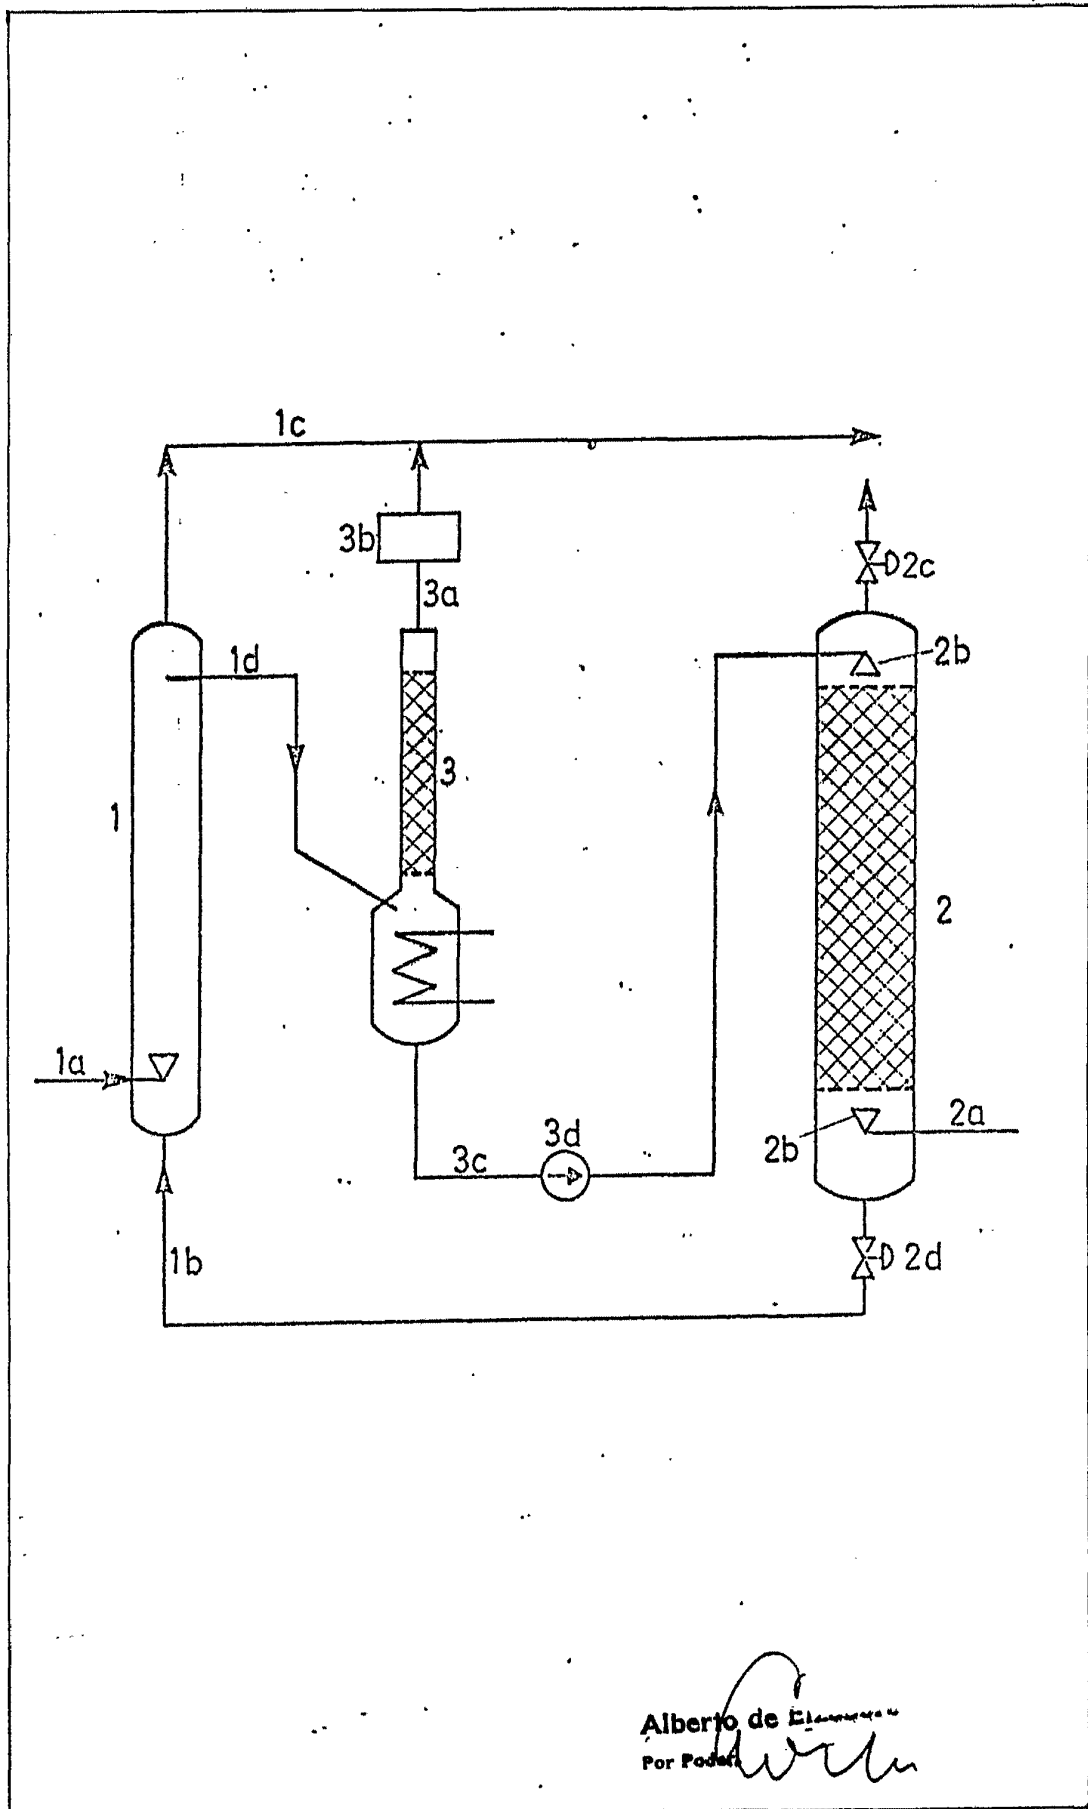 1c
3b
3a
2c
2b
1d
3
1
2
1a
2a
2b
3d
3c
1b
2d
Alberto de
Por Poder